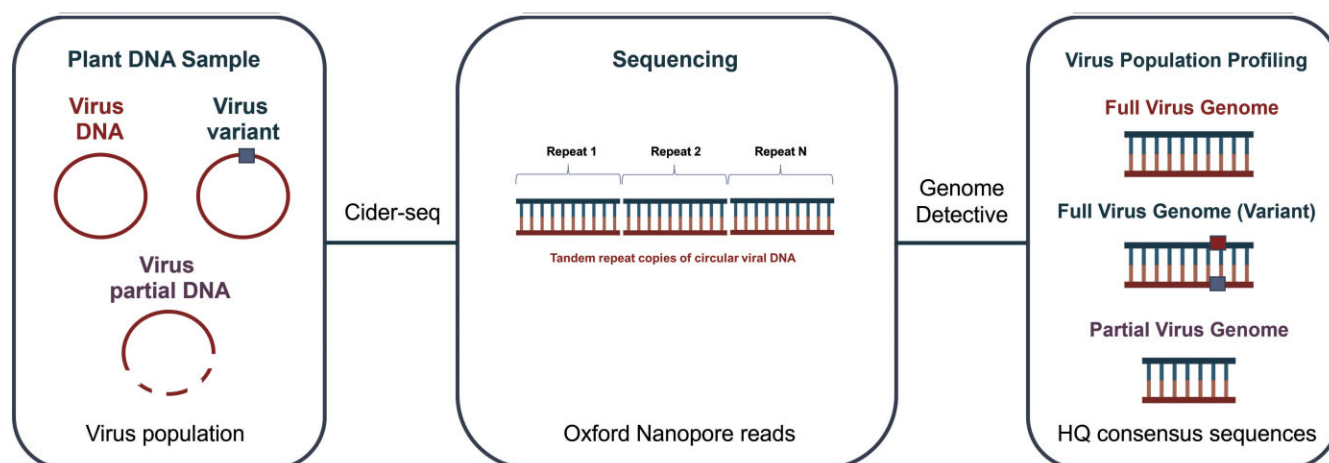 Plant DNA Sample
Virus
DNA
Virus
variant
Virus
partial DNA
Virus population
Cider-seq
Sequencing
Repeat 1
Repeat 2
Repeat N
Tandem repeat copies of circular viral DNA
Oxford Nanopore reads
Genome
Detective
Virus Population Profiling
Full Virus Genome
Full Virus Genome (Variant)
Partial Virus Genome
HQ consensus sequences